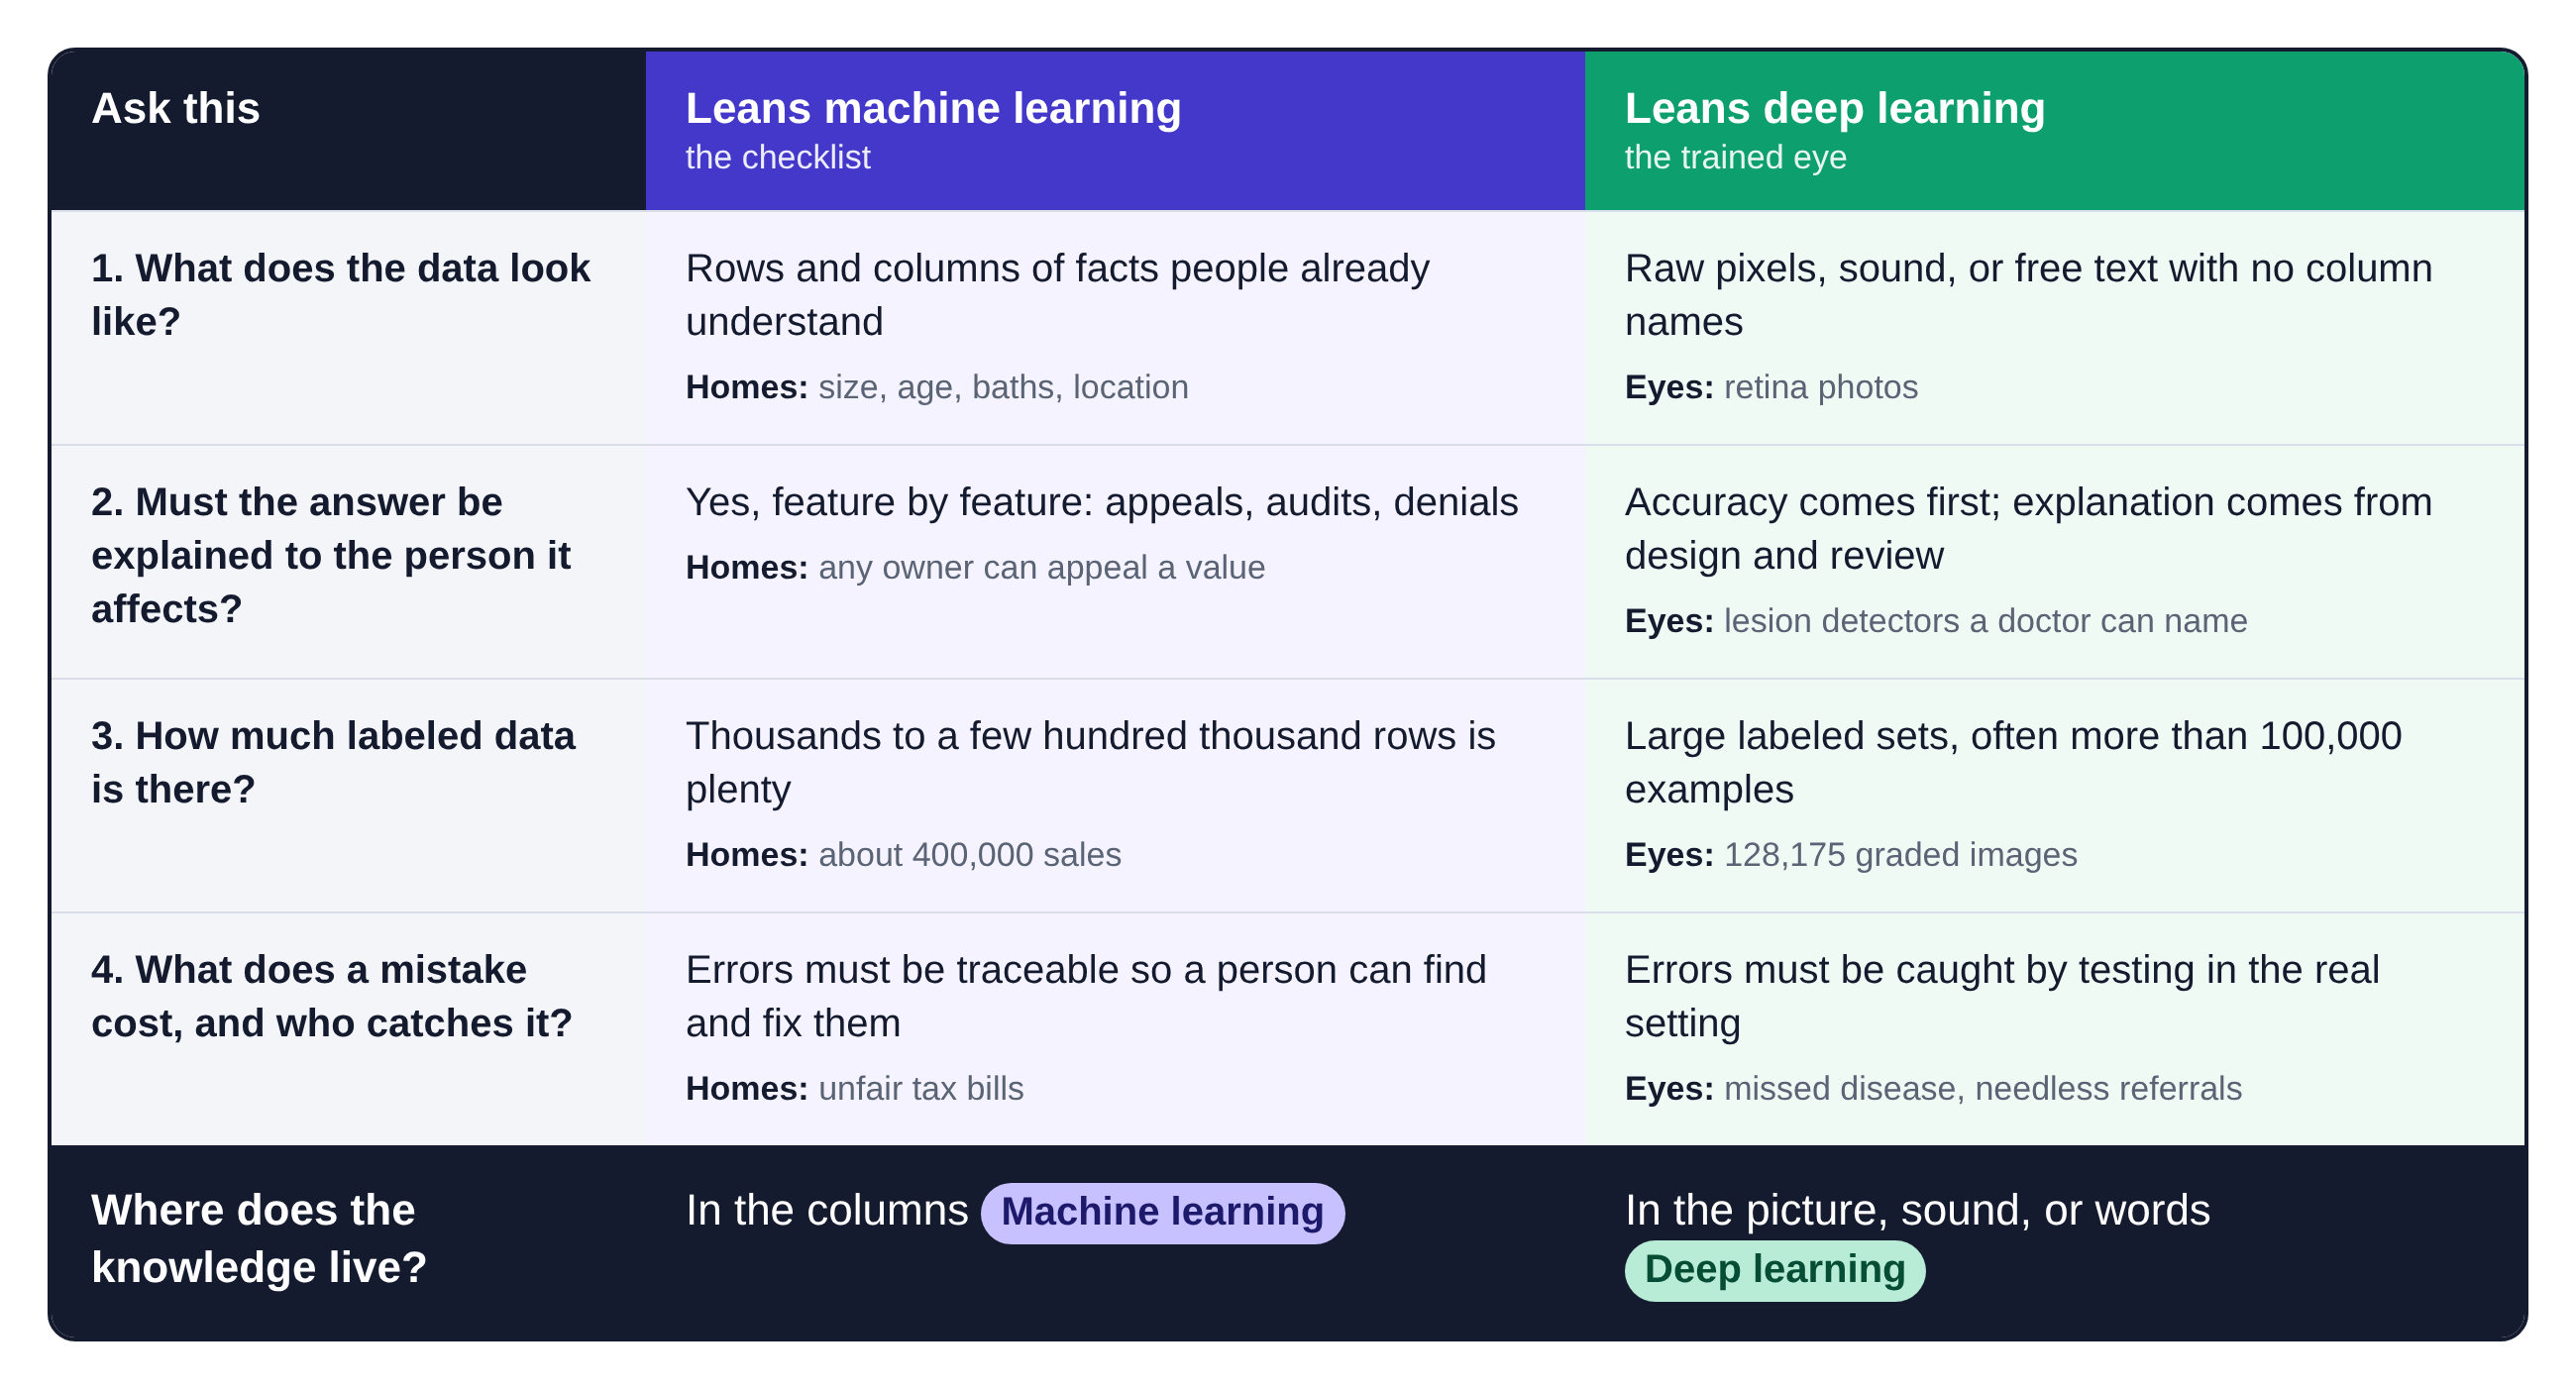 Ask this
Leans machine learning
the checklist
Leans deep learning
the trained eye
1. What does the data look
like?
Rows and columns of facts people already
understand
Homes: size, age, baths, location
Raw pixels, sound, or free text with no column
names
Eyes: retina photos
2. Must the answer be
explained to the person it
affects?
Yes, feature by feature: appeals, audits, denials
Homes: any owner can appeal a value
Accuracy comes first; explanation comes from
design and review
Eyes: lesion detectors a doctor can name
3. How much labeled data
is there?
Thousands to a few hundred thousand rows is
plenty
Homes: about 400,000 sales
Large labeled sets, often more than 100,000
examples
Eyes: 128,175 graded images
4. What does a mistake
cost, and who catches it?
Errors must be traceable so a person can find
and fix them
Homes: unfair tax bills
Errors must be caught by testing in the real
setting
Eyes: missed disease, needless referrals
Where does the
knowledge live?
In the columns Machine learning
In the picture, sound, or words
Deep learning